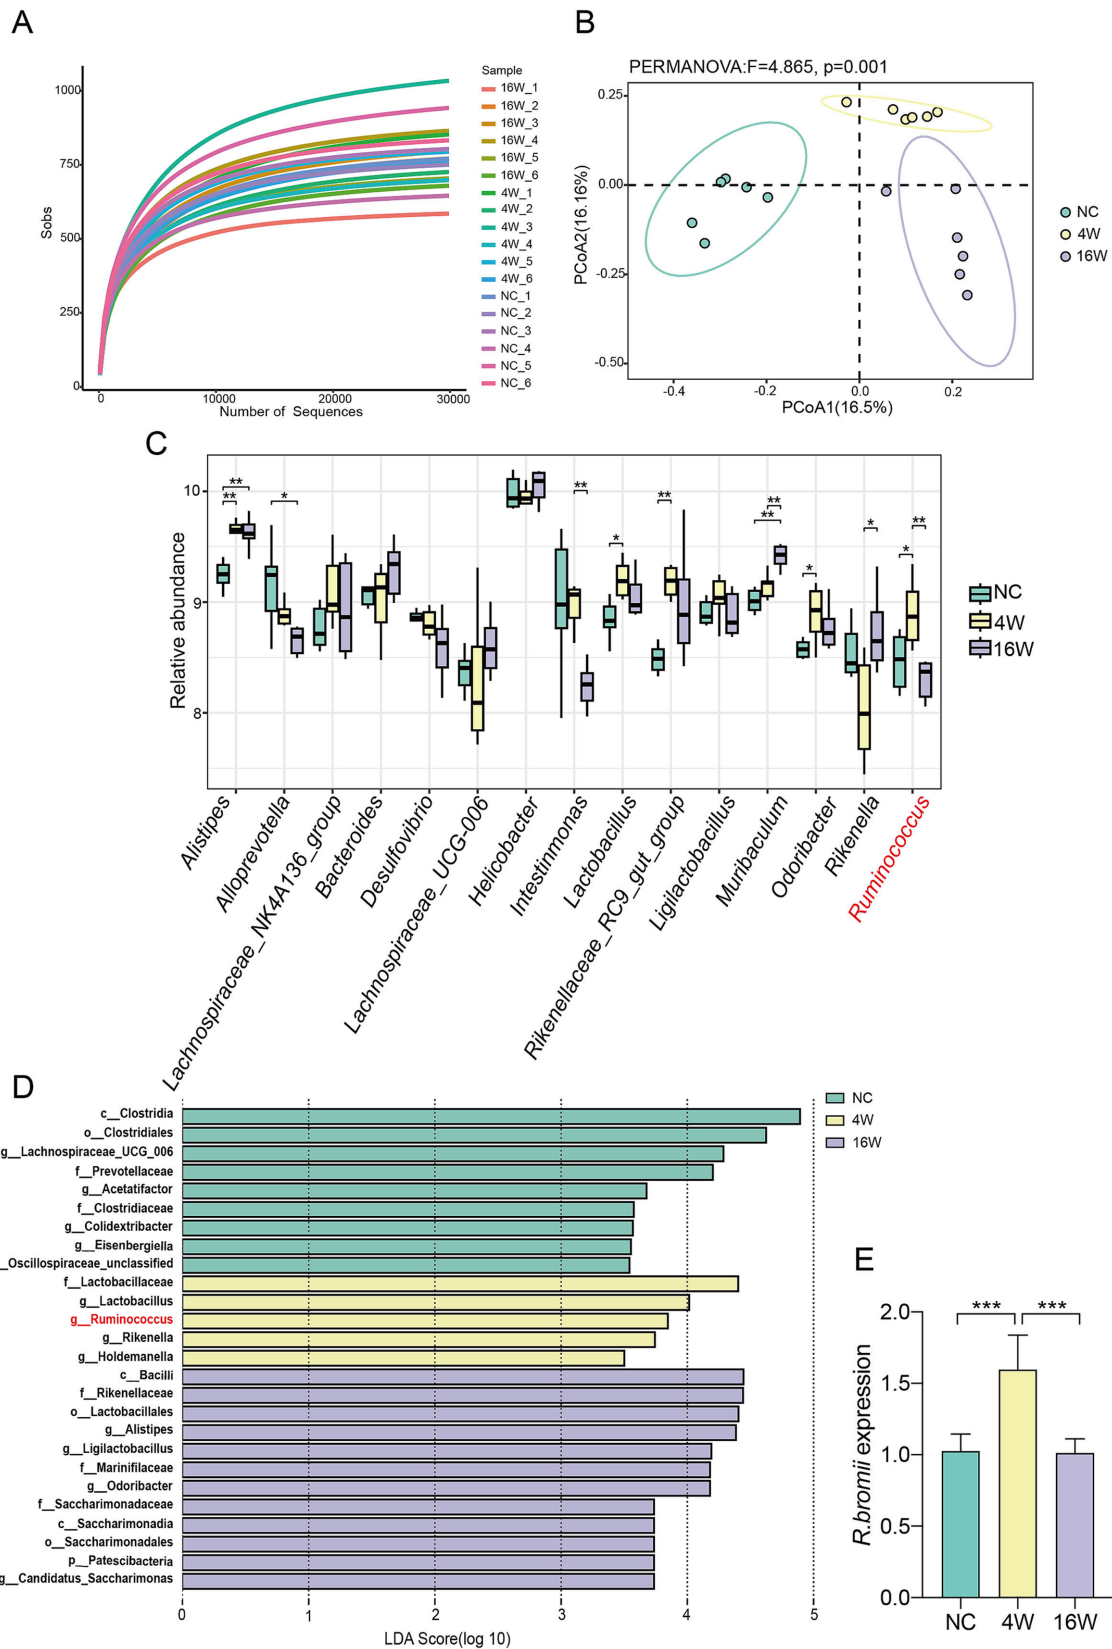 A
Sample
1000
750
500
250
0
Sobs
0
10000
20000
30000
Number of Sequences
16W_1
16W_2
16W_3
16W_4
16W_5
16W_6
4W_1
4W_2
4W_3
4W_4
4W_5
4W_6
NC_1
NC_2
NC_3
NC_4
NC_5
NC_6
B
PERMANOVA:F=4.865, p=0.001
0.25
0.00
-0.25
-0.50
PCoA2(16.16%)
-0.4
-0.2
0.0
0.2
PCoA1(16.5%)
NC
4W
16W
C
10
9
8
Relative abundance
**
**
*
**
*
**
**
**
*
*
*
**
NC
4W
16W
Alistipes
Alloprevotella
Lachnospiraceae_NK4A136_group
Bacteroides
Desulfovibrio
Lachnospiraceae_UCG-006
Helicobacter
Intestinmonas
Lactobacillus
Rikenellaceae_RC9_gut_group
Ligilactobacillus
Muribaculum
Odoribacter
Rikenella
Ruminococcus
D
NC
4W
16W
c__Clostridia
o__Clostridiales
g__Lachnospiraceae_UCG_006
f__Prevotellaceae
g__Acetatifactor
f__Clostridiaceae
g__Colidextribacter
g__Eisenbergiella
_Oscillospiraceae_unclassified
f__Lactobacillaceae
g__Lactobacillus
g__Ruminococcus
g__Rikenella
g__Holdemanella
c__Bacilli
f__Rikenellaceae
o__Lactobacillales
g__Alistipes
g__Ligilactobacillus
f__Marinifilaceae
g__Odoribacter
f__Saccharimonadaceae
c__Saccharimonadia
o__Saccharimonadales
p__Patescibacteria
g__Candidatus_Saccharimonas
0
1
2
3
4
5
LDA Score(log 10)
E
2.0
1.5
1.0
0.5
0.0
R.bromii expression
***
***
NC
4W
16W